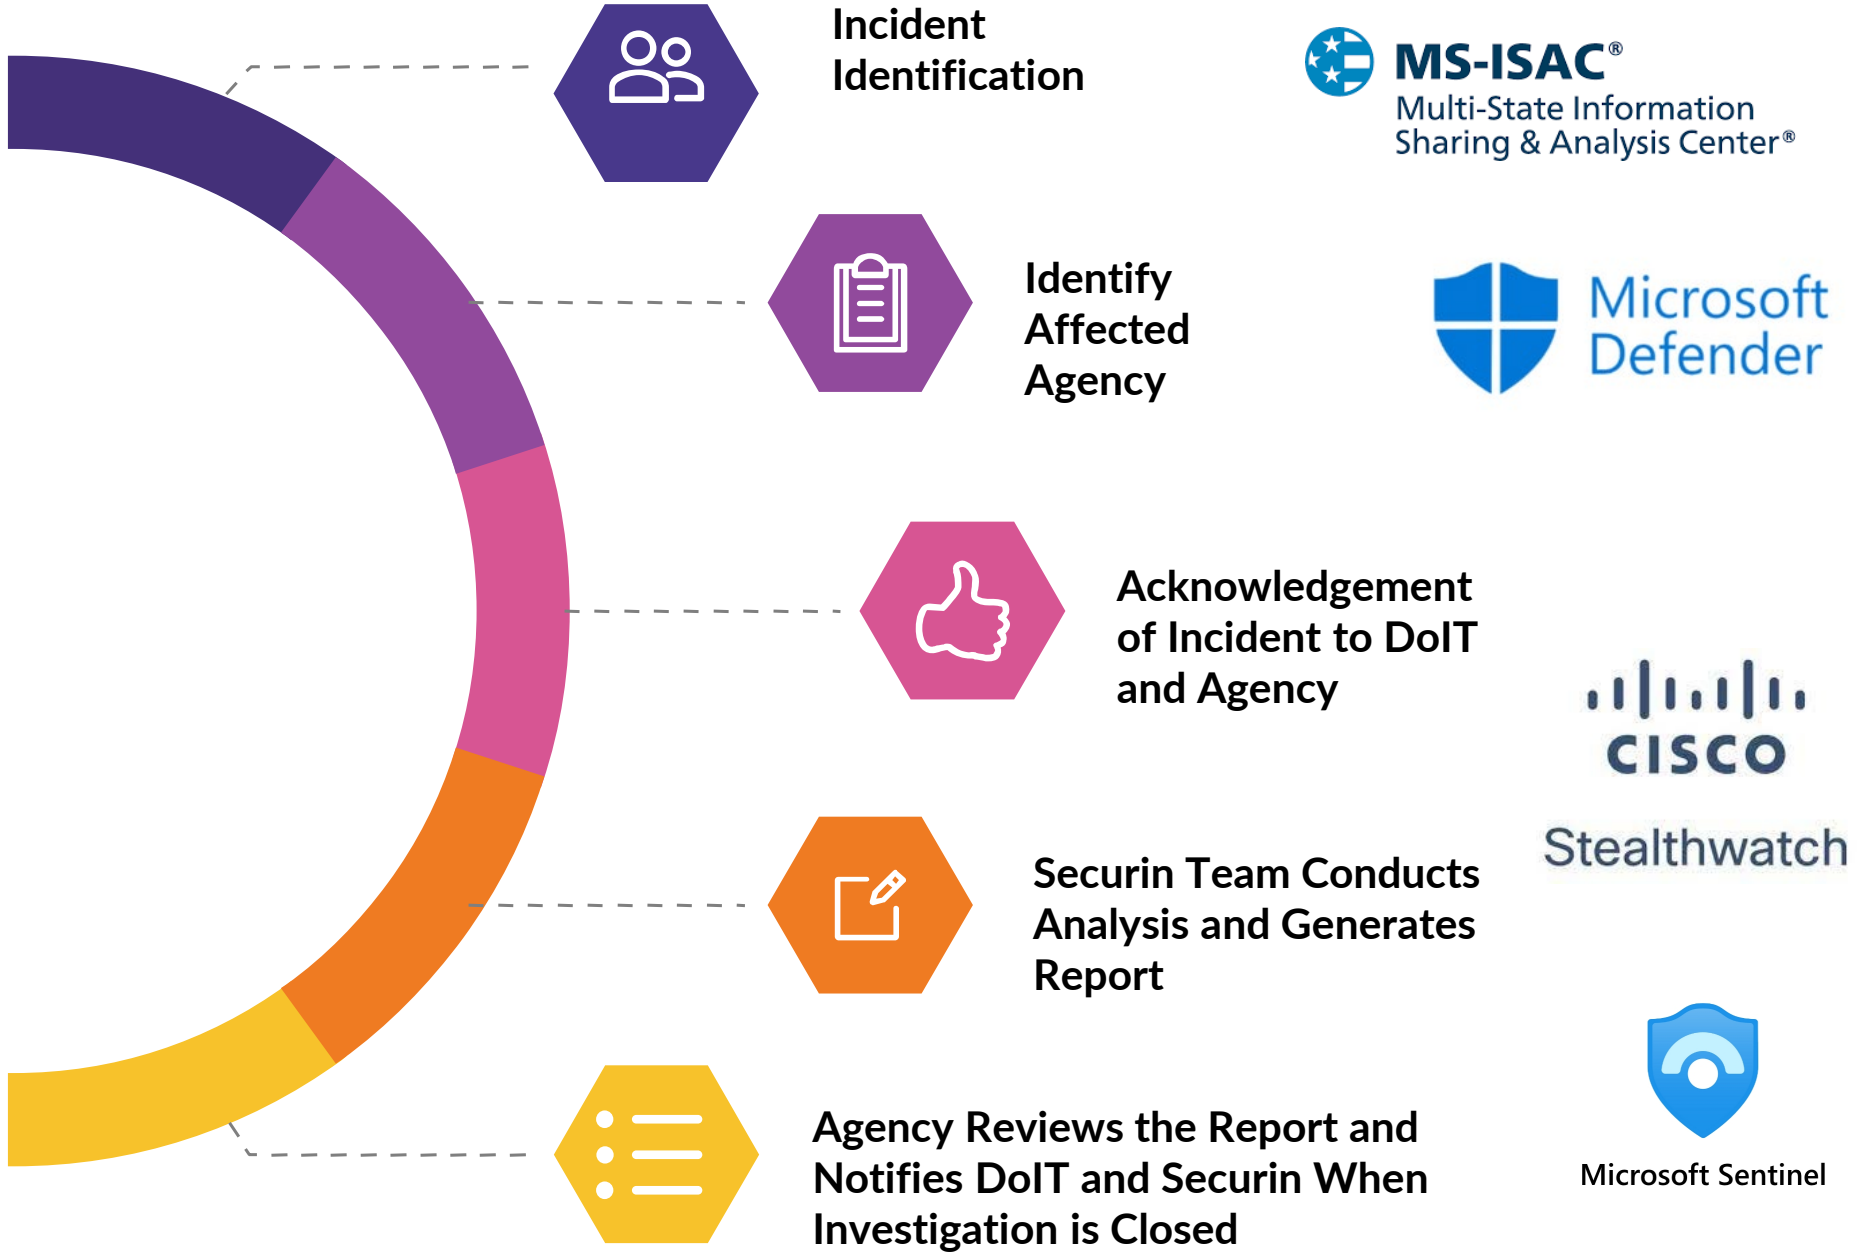 Incident
Identification
MS-ISAC®
Multi-State Information
Sharing & Analysis Center®
Identify
Affected
Agency
Microsoft
Defender
Acknowledgement
of Incident to DoIT
and Agency
CISCO
Stealthwatch
Securin Team Conducts
Analysis and Generates
Report
Agency Reviews the Report and
Notifies DoIT and Securin When
Investigation is Closed
Microsoft Sentinel